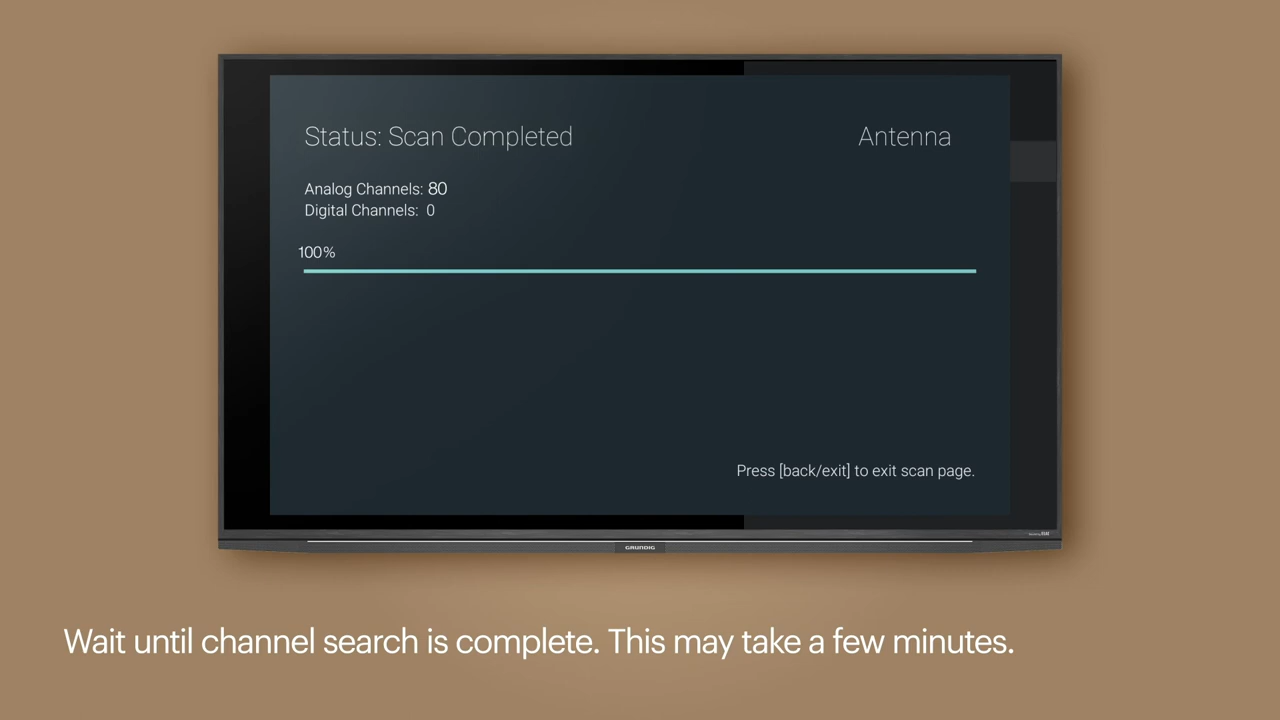 Status: Scan Completed
Antenna
Analog Channels: 80
Digital Channels: 0
100%
Press [back/exit] to exit scan page.
GRUNDIG
Wait until channel search is complete. This may take a few minutes.